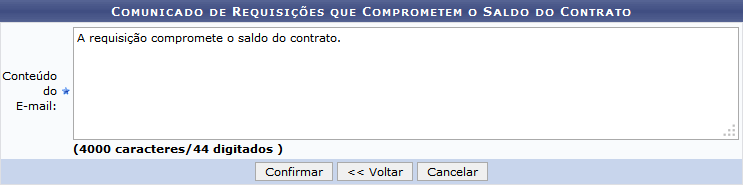 Comunicado de Requisições que Comprometem o Saldo do Contrato
A requisição compromete o saldo do contrato.
Conteúdo
do
E-mail:
(4000 caracteres/44 digitados )
Confirmar << Voltar Cancelar